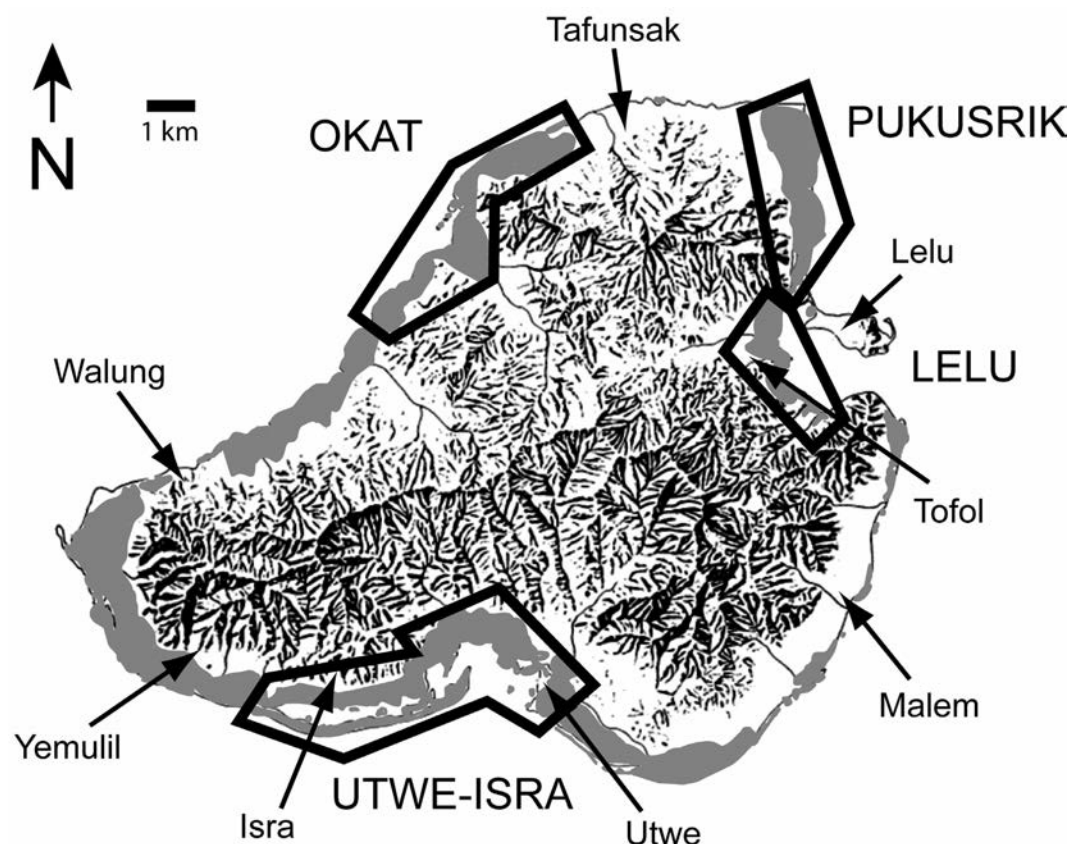 Tafunsak
N
1 km
OKAT
PUKUSRIK
Lelu
LELU
Walung
Tofol
Malem
Yemulil
UTWE-ISRA
Isra
Utwe